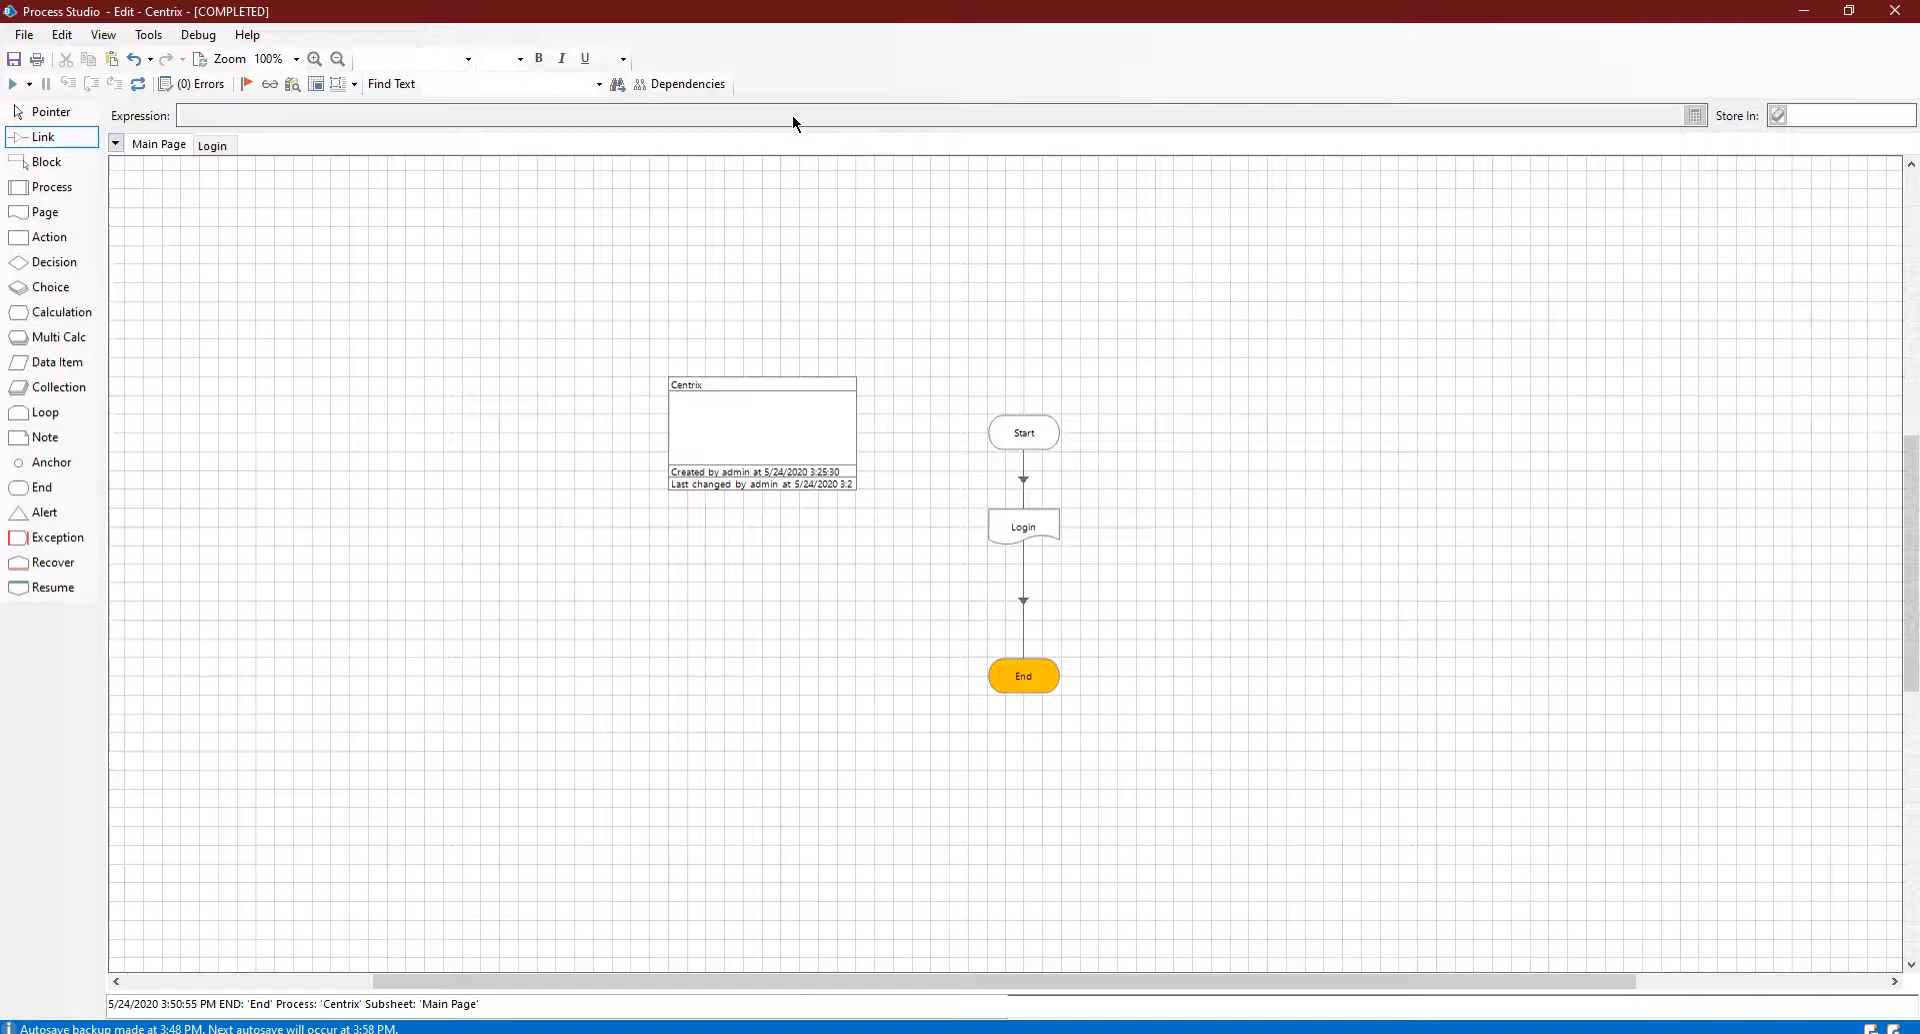 Process Studio - Edit - Centrix - [COMPLETED]
File Edit View Tools Debug Help
Zoom 100% B I U
(0) Errors Find Text Dependencies
Pointer
Expression: Store In:
Link
Main Page Login
Block
Process
Page
Action
Decision
Choice
Calculation
Multi Calc
Data Item
Collection
Loop
Note
Anchor
End
Alert
Exception
Recover
Resume
Centrix
Created by admin at 5/24/2020 3:25:30
Last changed by admin at 5/24/2020 3:2
Start
Login
End
5/24/2020 3:50:55 PM END: 'End' Process: 'Centrix' Subsheet: 'Main Page'
Autosave backup made at 3:48 PM. Next autosave will occur at 3:58 PM.